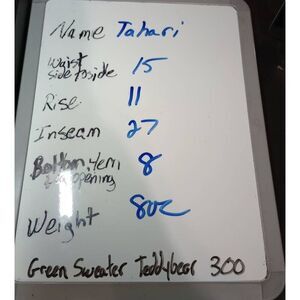 Name Tahari
Waist
side to side 15
Rise 11
Inseam 27
Bottom Hem 8
opening
Weight 8oz
Green Sweater Teddybear 300